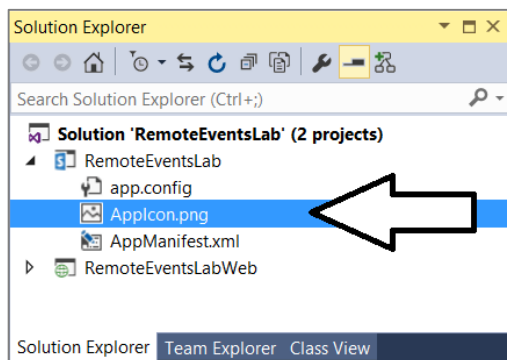 Solution Explorer
Search Solution Explorer (Ctrl+;)
Solution 'RemoteEventsLab' (2 projects)
RemoteEventsLab
app.config
AppIcon.png
AppManifest.xml
RemoteEventsLabWeb
Solution Explorer Team Explorer Class View